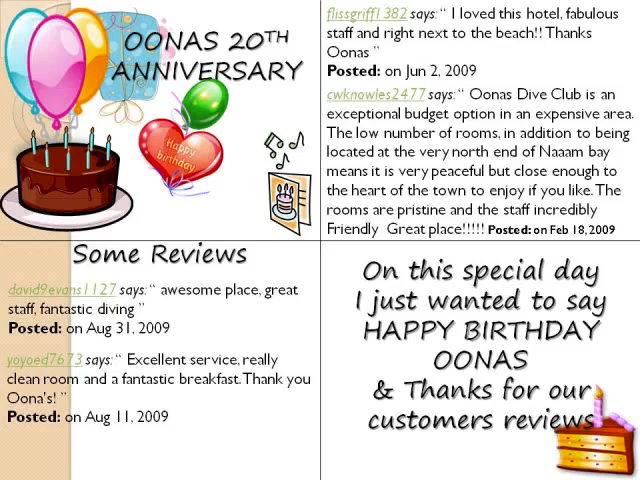 OONAS 20TH
ANNIVERSARY
Happy
birthday
flissgriff1382 says: “ I loved this hotel, fabulous
staff and right next to the beach!! Thanks
Oonas ”
Posted: on Jun 2, 2009
cwknowles2477 says: “ Oonas Dive Club is an
exceptional budget option in an expensive area.
The low number of rooms, in addition to being
located at the very north end of Naaam bay
means it is very peaceful but close enough to
the heart of the town to enjoy if you like. The
rooms are pristine and the staff incredibly
Friendly Great place!!!!! Posted: on Feb 18, 2009
Some Reviews
david9evans1127 says: “ awesome place, great
staff, fantastic diving ”
Posted: on Aug 31, 2009
yoyoed7673 says: “ Excellent service, really
clean room and a fantastic breakfast. Thank you
Oona's! ”
Posted: on Aug 11, 2009
On this special day
I just wanted to say
HAPPY BIRTHDAY
OONAS
& Thanks for our
customers reviews